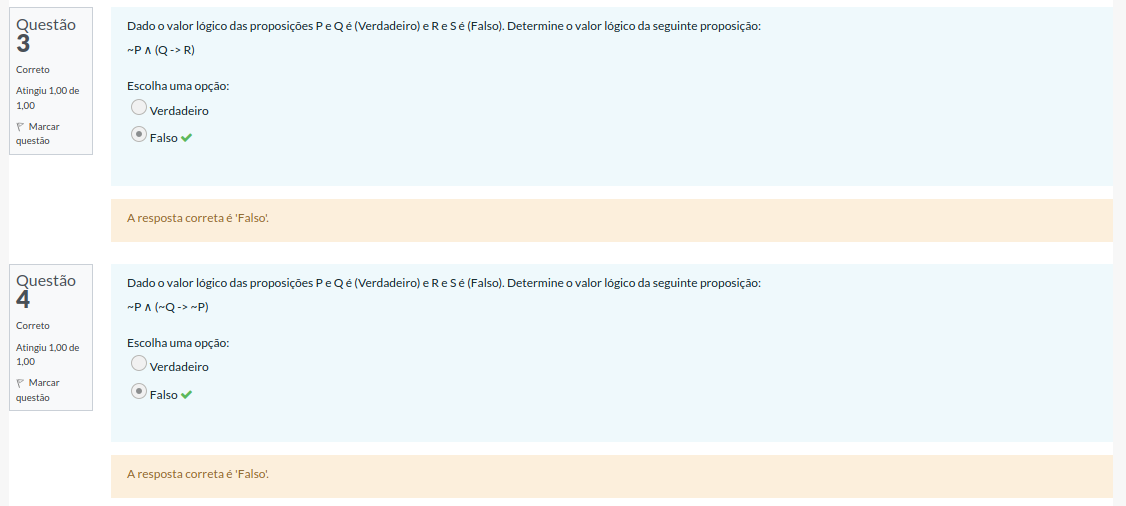 Questão
3
Correto
Atingiu 1,00 de
1,00
Marcar
questão
Dado o valor lógico das proposições P e Q é (Verdadeiro) e R e S é (Falso). Determine o valor lógico da seguinte proposição:
~P ∧ (Q -> R)
Escolha uma opção:
Verdadeiro
Falso
A resposta correta é 'Falso'.
Questão
4
Correto
Atingiu 1,00 de
1,00
Marcar
questão
Dado o valor lógico das proposições P e Q é (Verdadeiro) e R e S é (Falso). Determine o valor lógico da seguinte proposição:
~P ∧ (~Q -> ~P)
Escolha uma opção:
Verdadeiro
Falso
A resposta correta é 'Falso'.